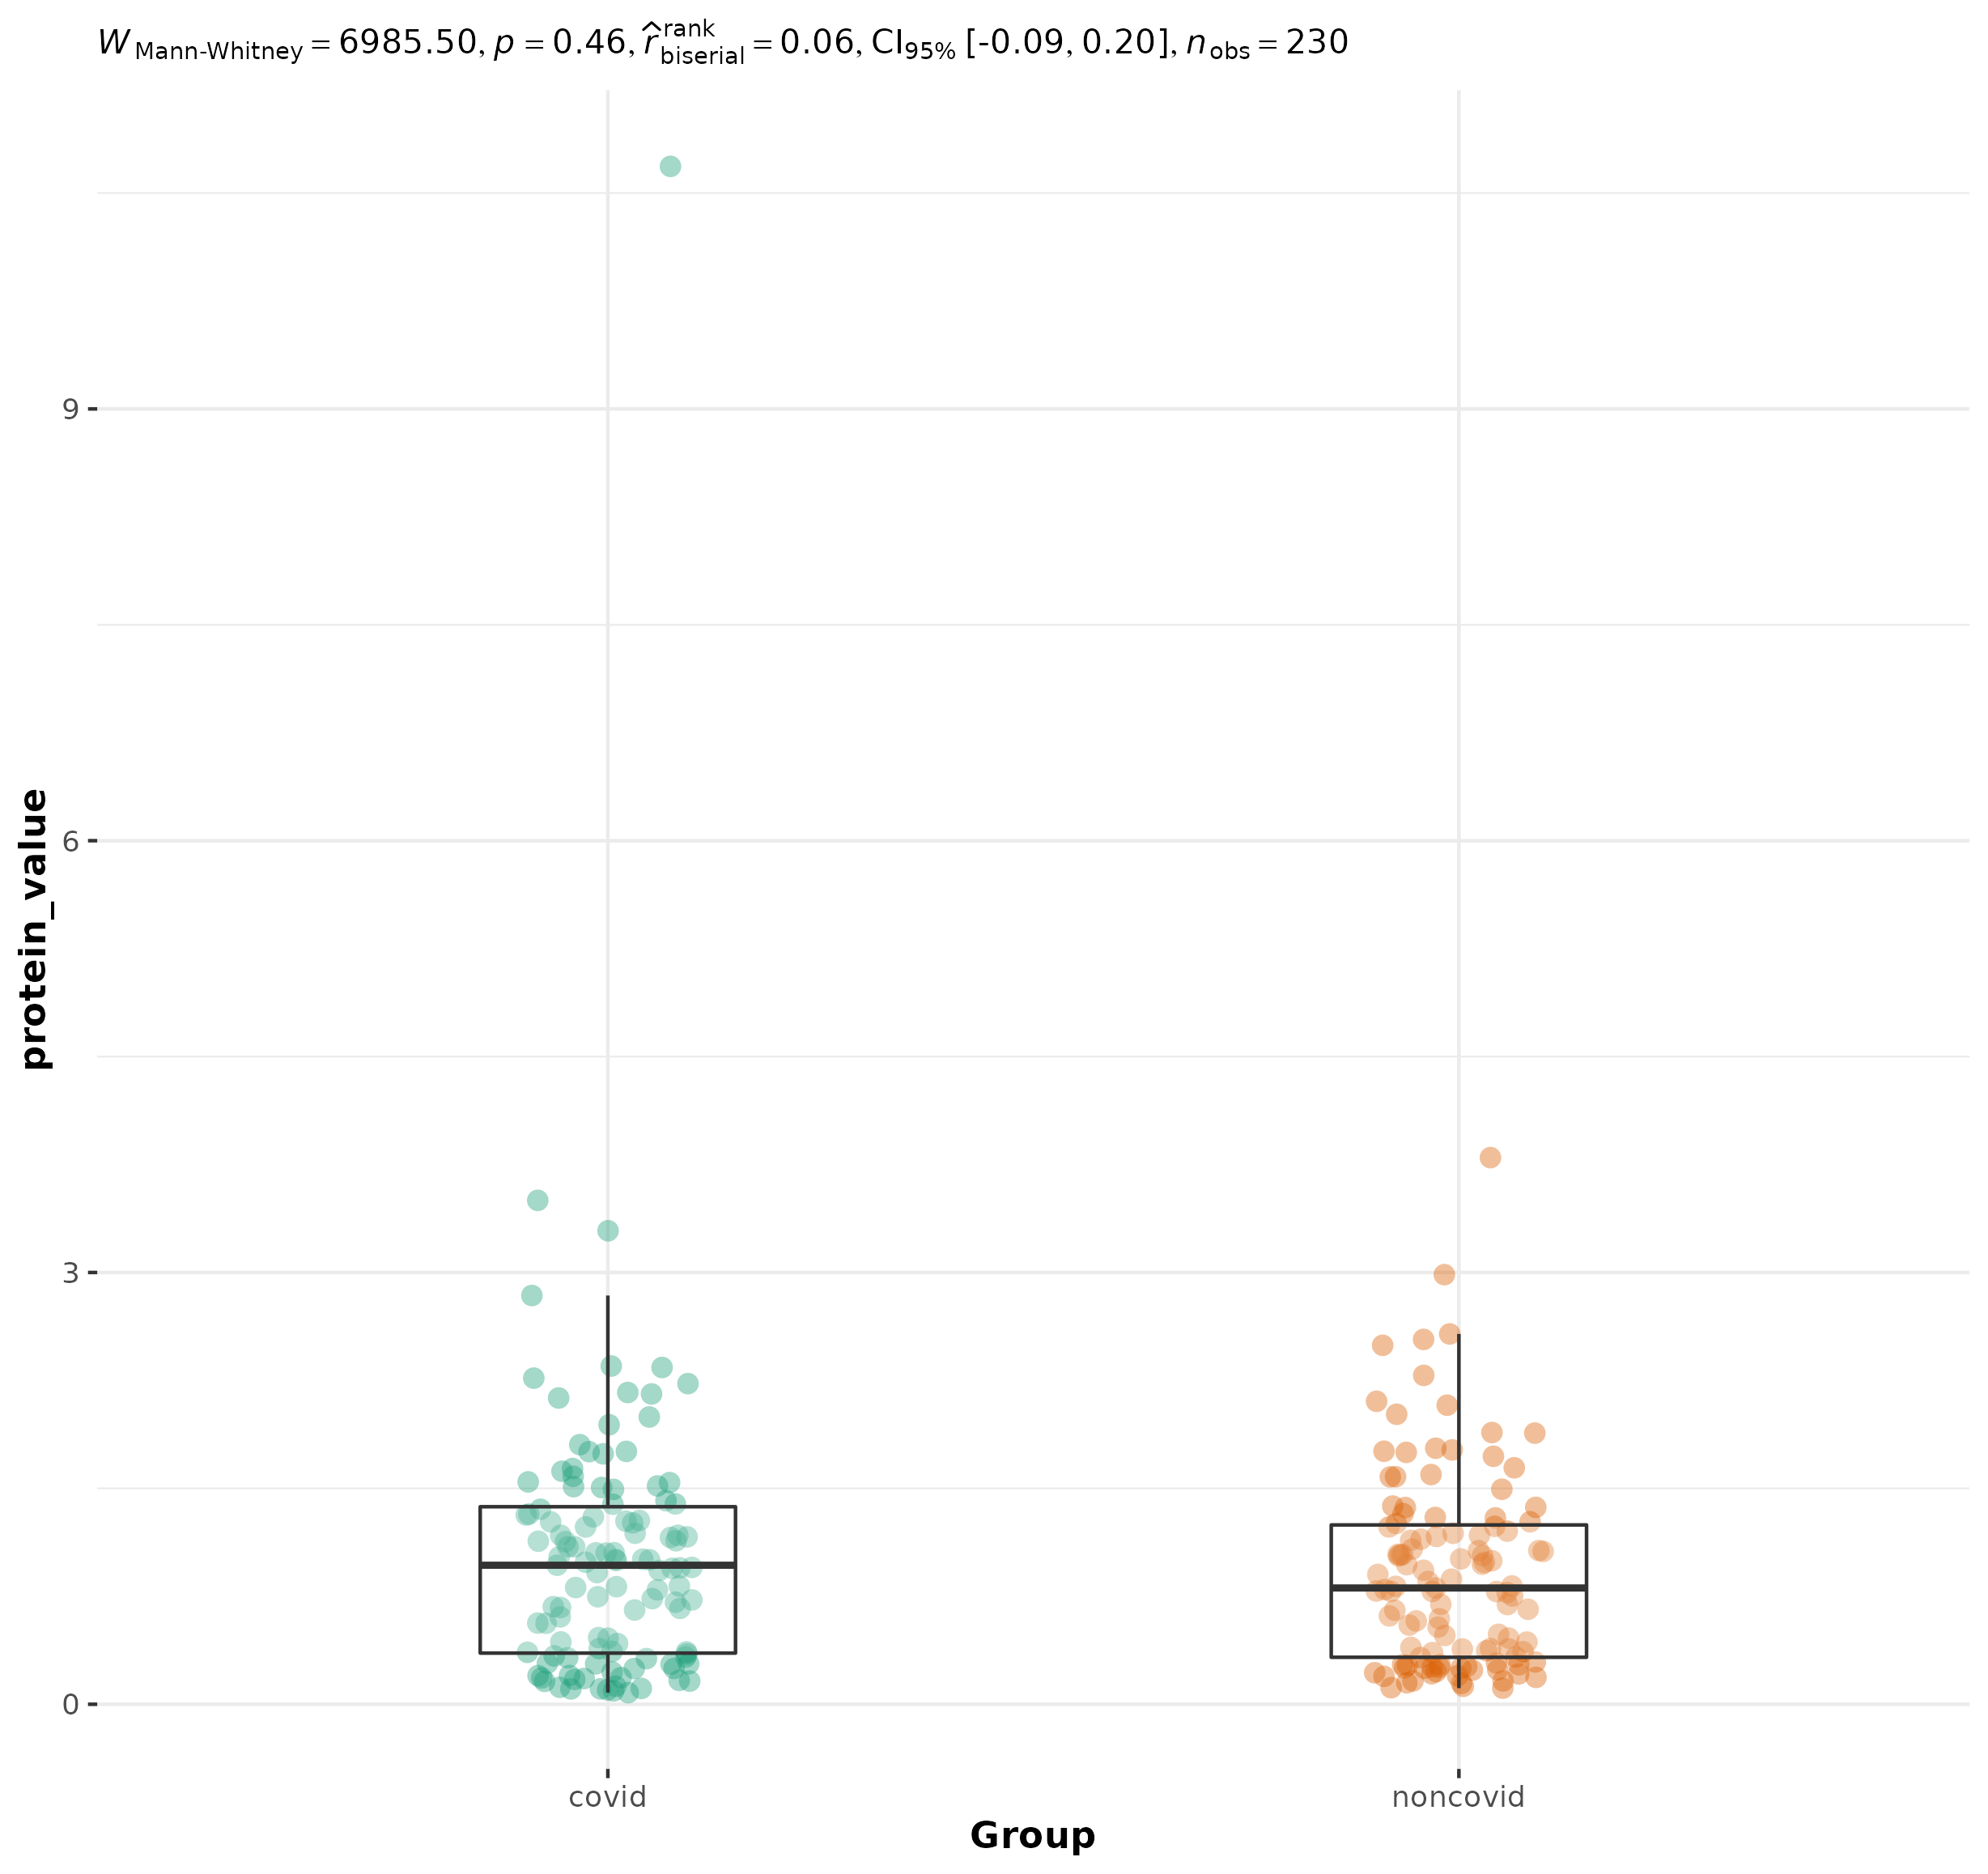 W Mann-Whitney = 6985.50, p = 0.46, r̂ rank biserial = 0.06, CI95% [-0.09, 0.20], nobs = 230
protein_value
9
6
3
0
covid noncovid
Group